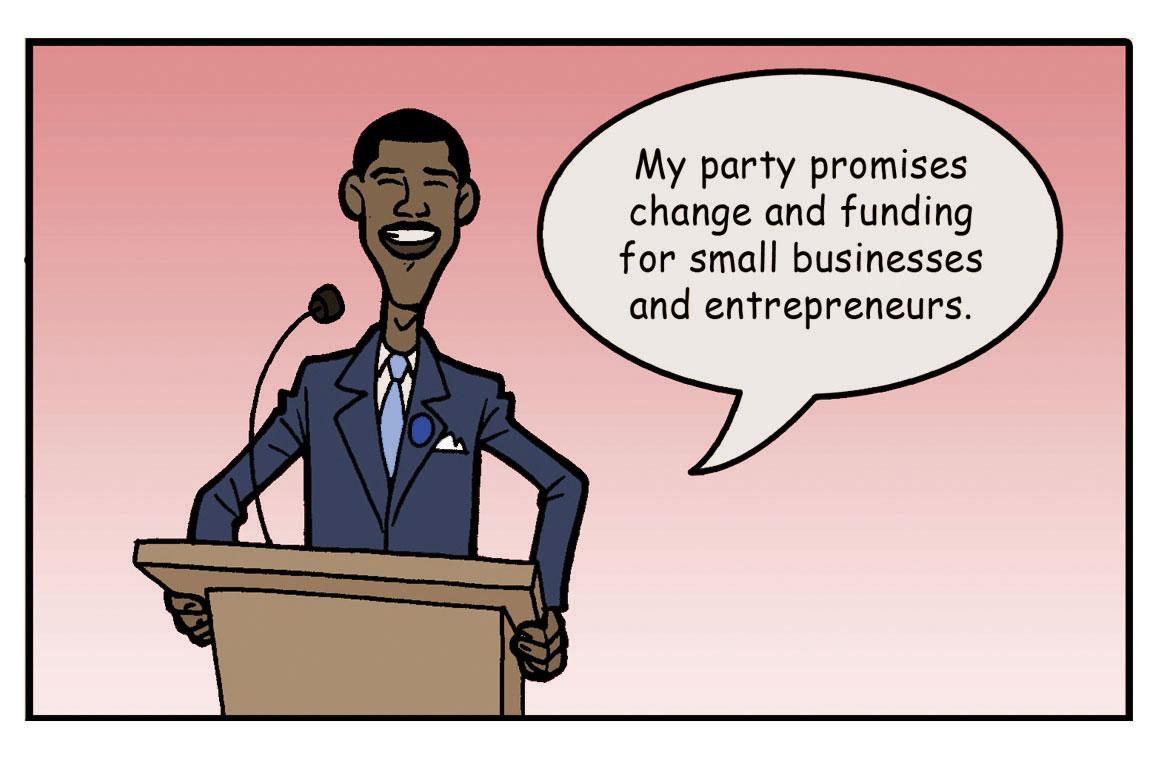 My party promises
change and funding
for small businesses
and entrepreneurs.